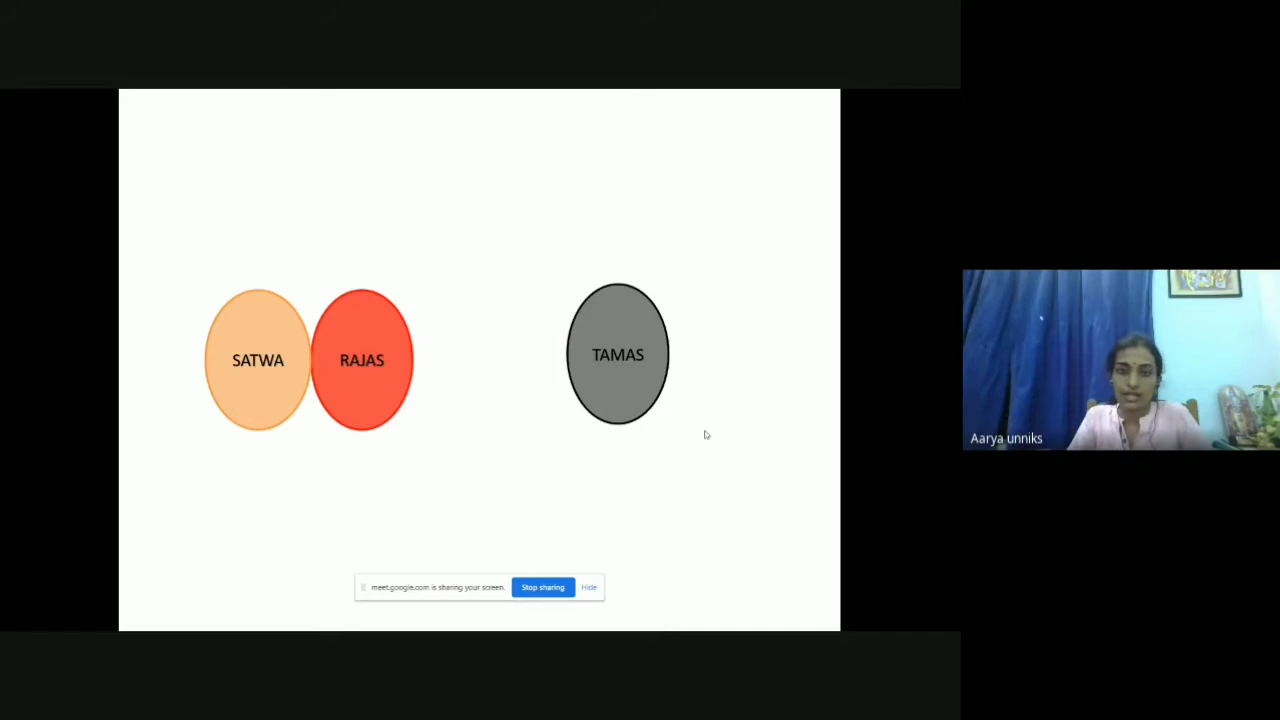 SATWA
RAJAS
TAMAS
meet.google.com is sharing your screen.
Stop sharing
Hide
Aarya unniks